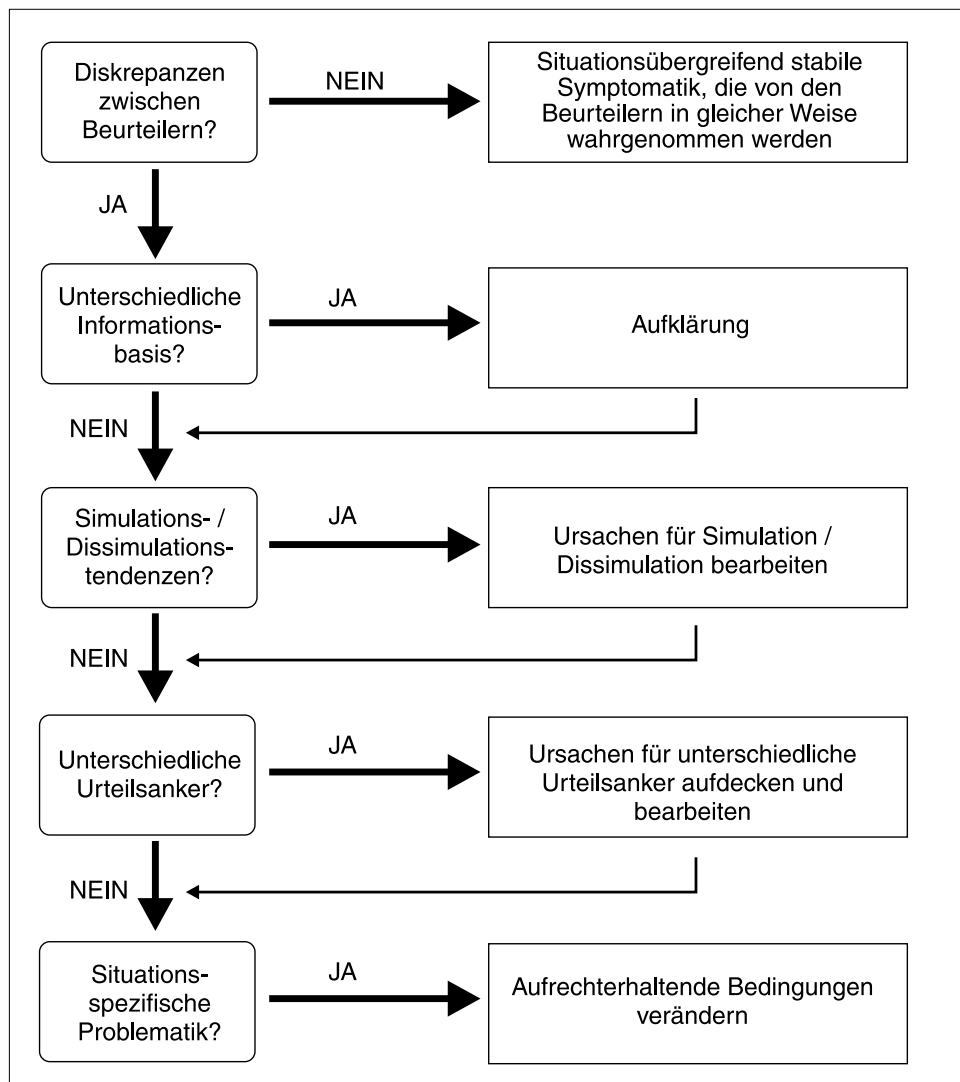 Diskrepanzen
zwischen
Beurteilern?
NEIN
Situationsübergreifend stabile
Symptomatik, die von den
Beurteilern in gleicher Weise
wahrgenommen werden
JA
Unterschiedliche
Informations-
basis?
JA
Aufklärung
NEIN
Simulations- /
Dissimulations-
tendenzen?
JA
Ursachen für Simulation /
Dissimulation bearbeiten
NEIN
Unterschiedliche
Urteilsanker?
JA
Ursachen für unterschiedliche
Urteilsanker aufdecken und
bearbeiten
NEIN
Situations-
spezifische
Problematik?
JA
Aufrechterhaltende Bedingungen
verändern